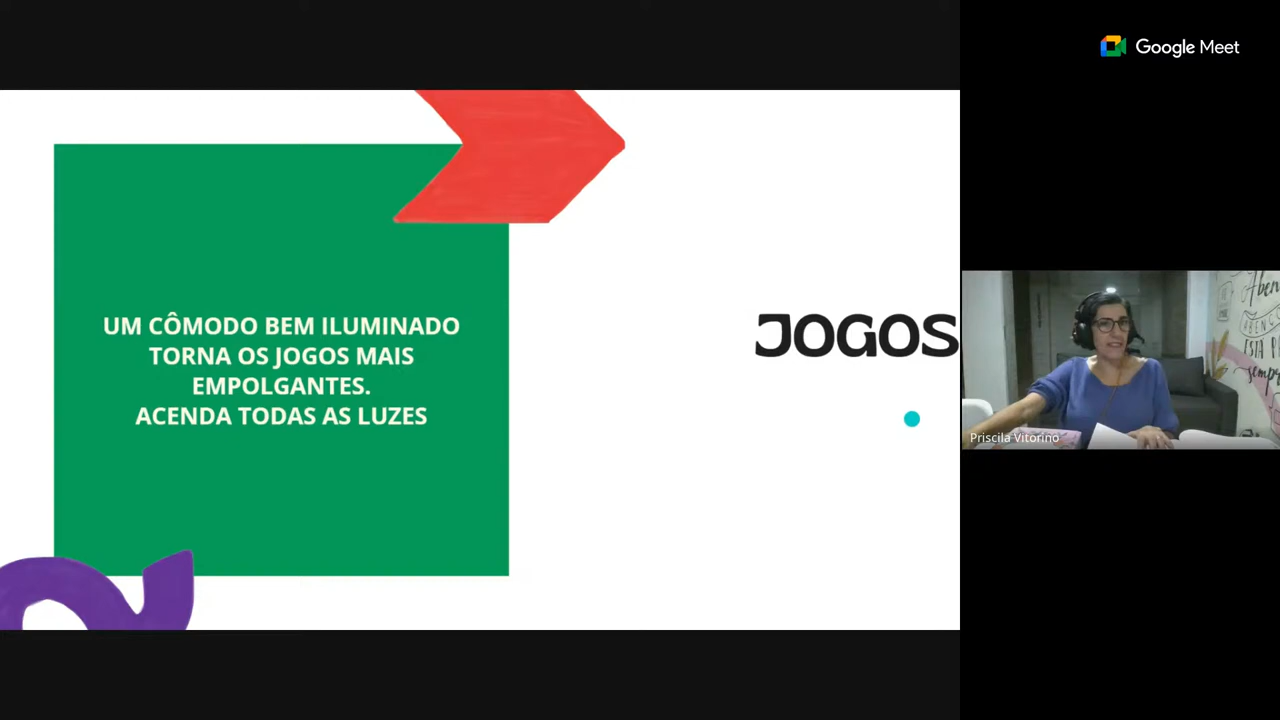 Google Meet
UM CÔMODO BEM ILUMINADO
TORNA OS JOGOS MAIS
EMPOLGANTES.
ACENDA TODAS AS LUZES
JOGOS
Priscila Vitorino